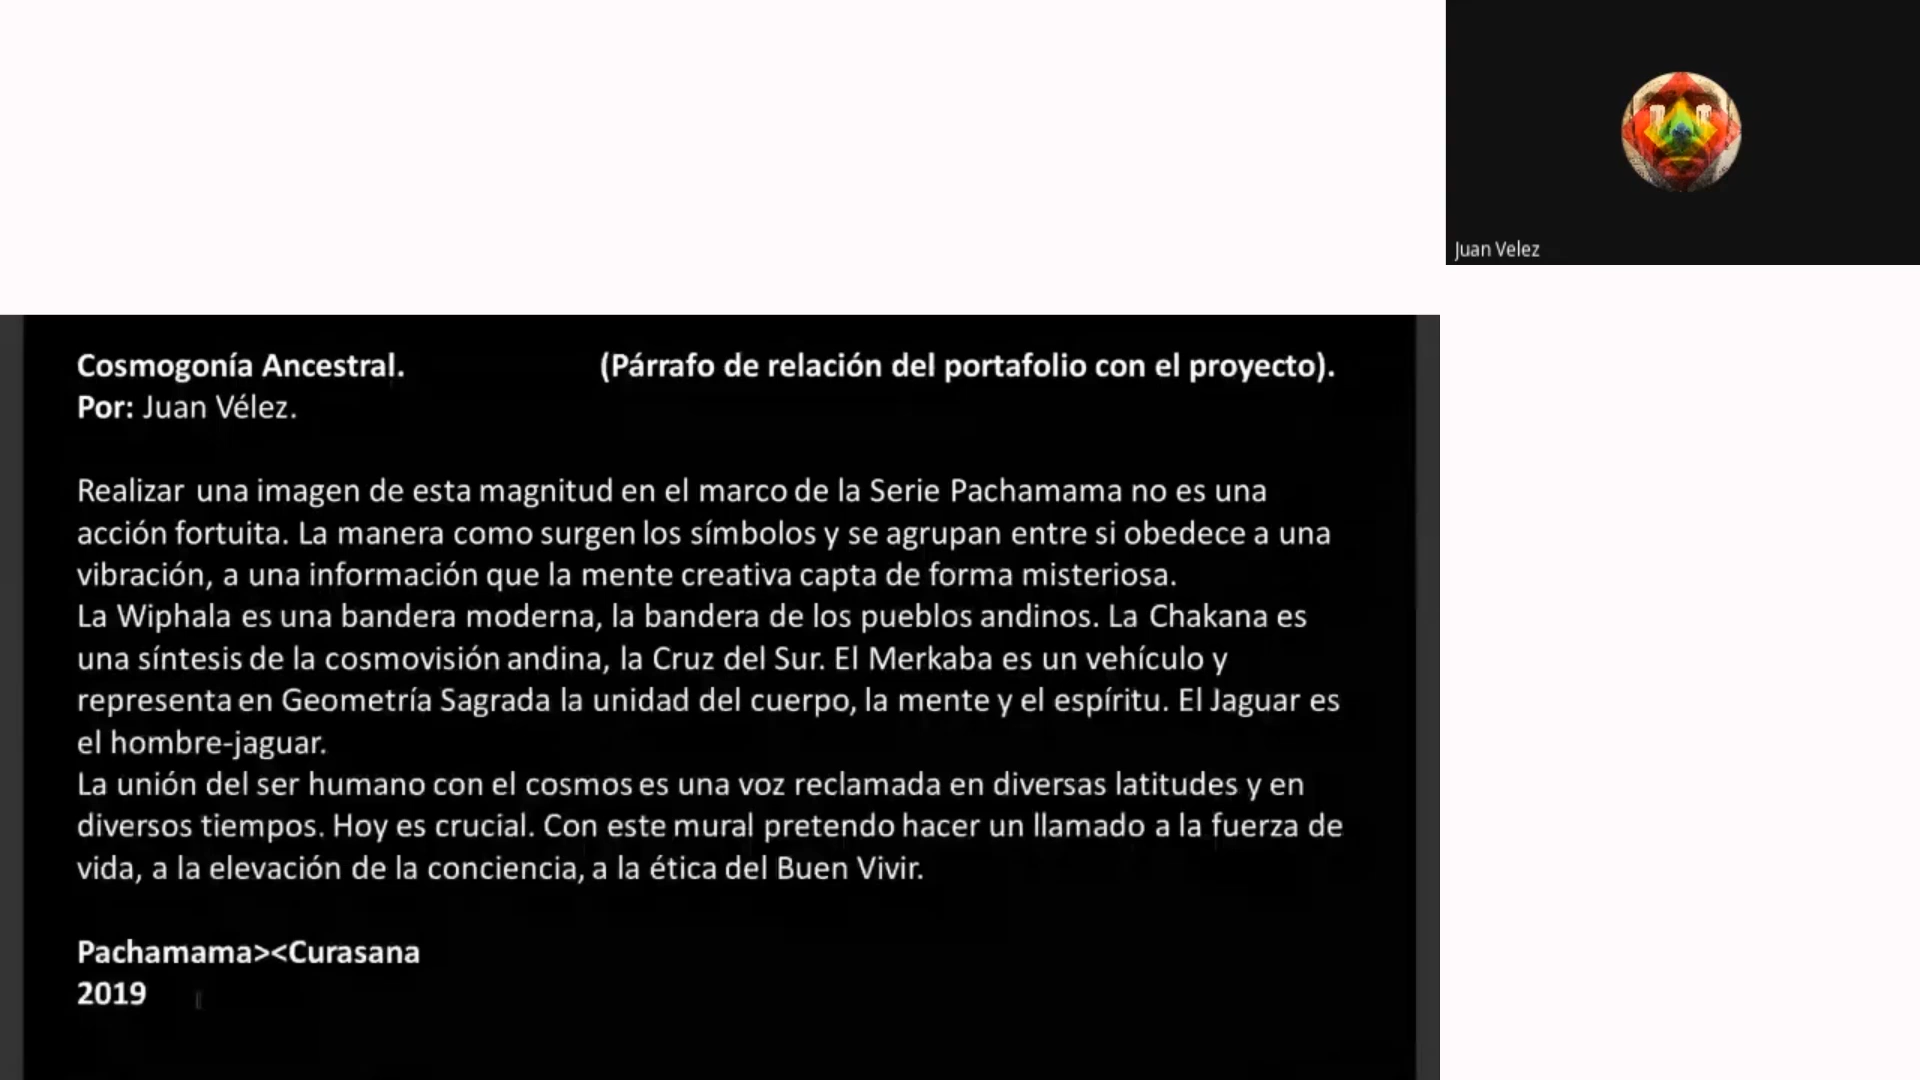 Juan Velez
Cosmogonía Ancestral. (Párrafo de relación del portafolio con el proyecto).
Por: Juan Vélez.
Realizar una imagen de esta magnitud en el marco de la Serie Pachamama no es una
acción fortuita. La manera como surgen los símbolos y se agrupan entre si obedece a una
vibración, a una información que la mente creativa capta de forma misteriosa.
La Wiphala es una bandera moderna, la bandera de los pueblos andinos. La Chakana es
una síntesis de la cosmovisión andina, la Cruz del Sur. El Merkaba es un vehículo y
representa en Geometría Sagrada la unidad del cuerpo, la mente y el espíritu. El Jaguar es
el hombre-jaguar.
La unión del ser humano con el cosmos es una voz reclamada en diversas latitudes y en
diversos tiempos. Hoy es crucial. Con este mural pretendo hacer un llamado a la fuerza de
vida, a la elevación de la conciencia, a la ética del Buen Vivir.
Pachamama><Curasana
2019